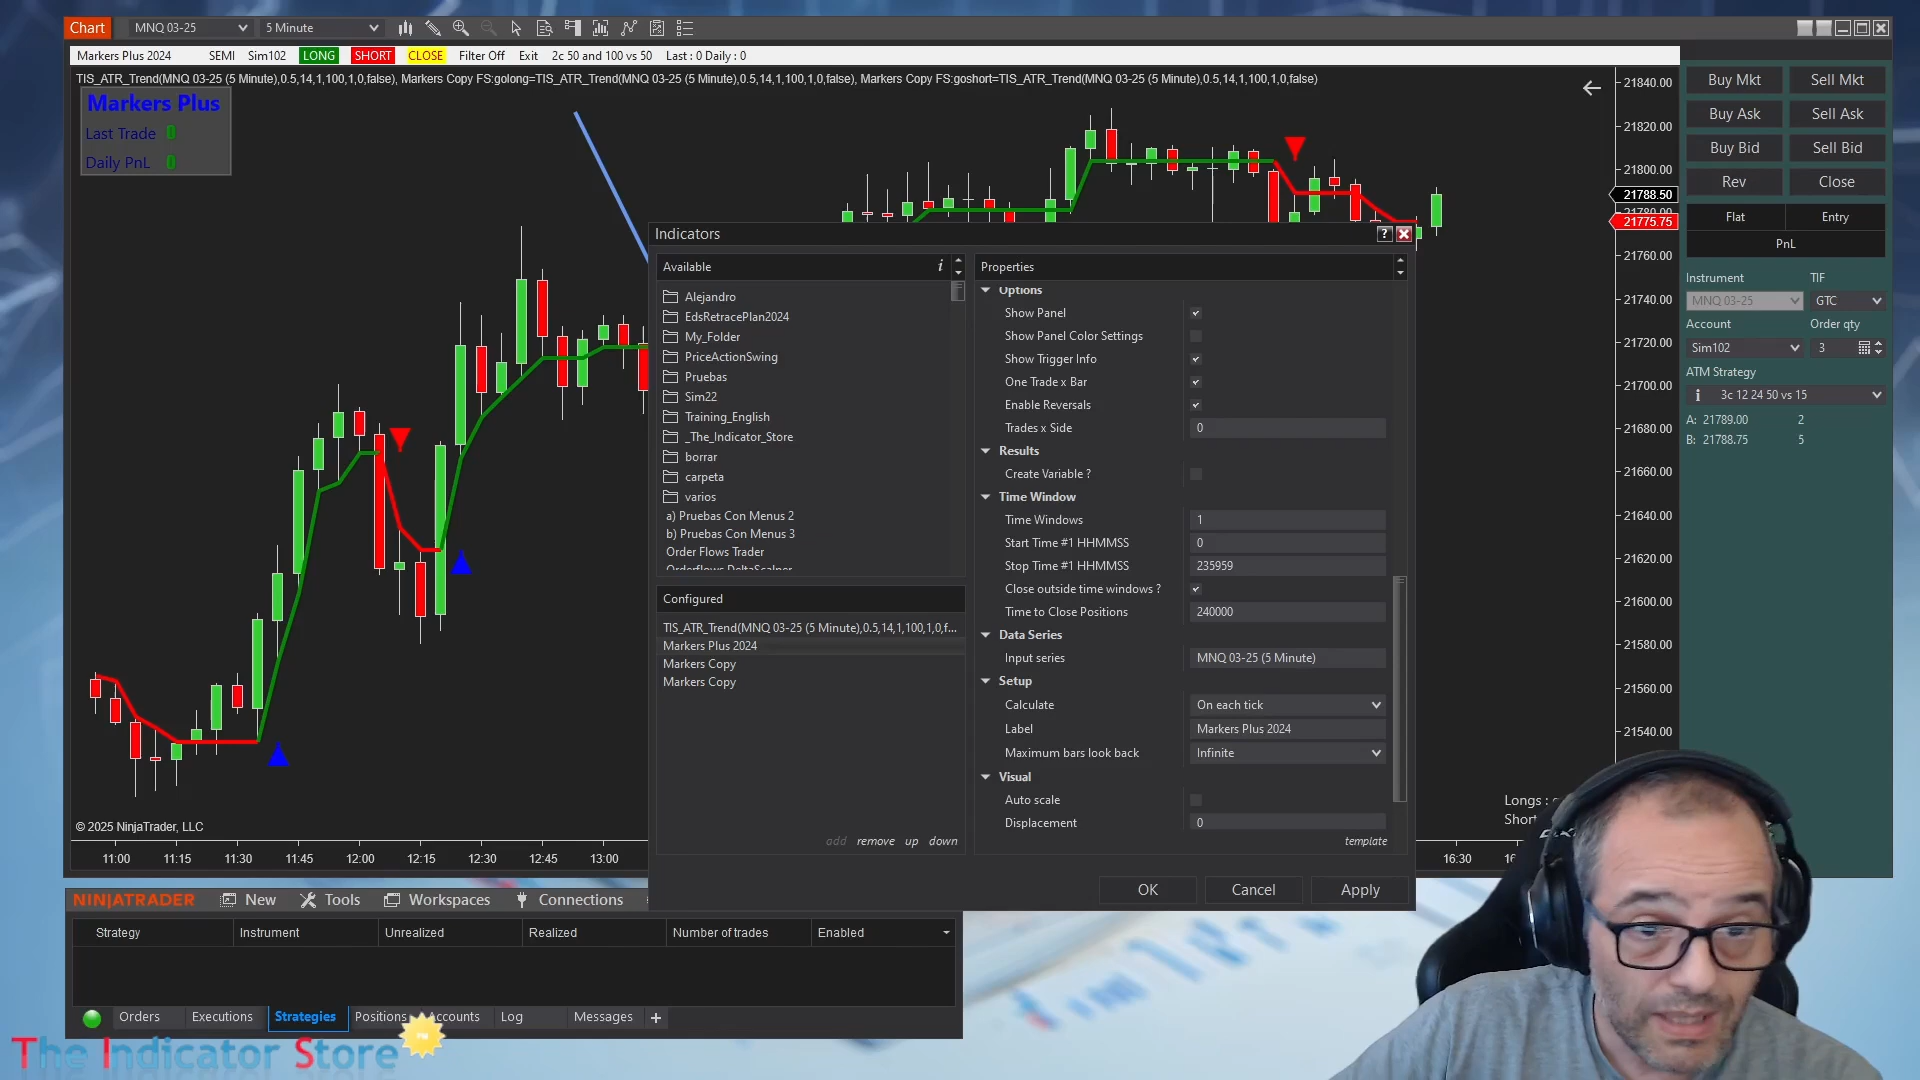 Chart MNQ 03-25 5 Minute
Markers Plus 2024 SEMI Sim102 LONG SHORT CLOSE Filter Off Exit 2c 50 and 100 vs 50 Last : 0 Daily : 0
TIS_ATR_Trend(MNQ 03-25 (5 Minute),0.5,14,1,100,1,0,false), Markers Copy FS:golong=TIS_ATR_Trend(MNQ 03-25 (5 Minute),0.5,14,1,100,1,0,false), Markers Copy FS:goshort=TIS_ATR_Trend(MNQ 03-25 (5 Minute),0.5,14,1,100,1,0,false)
Markers Plus
Last Trade 0
Daily PnL 0
21840.00
21820.00
21800.00
21788.50
21780.00
21775.75
21760.00
21740.00
21720.00
21700.00
21680.00
21660.00
21640.00
21620.00
21600.00
21580.00
21560.00
21540.00
Buy Mkt Sell Mkt
Buy Ask Sell Ask
Buy Bid Sell Bid
Rev Close
Flat Entry
PnL
Instrument TIF
MNQ 03-25 GTC
Account Order qty
Sim102 3
ATM Strategy
i 3c 12 24 50 vs 15
A: 21789.00 2
B: 21788.75 5
Indicators ?
Available i
Alejandro
EdsRetracePlan2024
My_Folder
PriceActionSwing
Pruebas
Sim22
Training_English
_The_Indicator_Store
borrar
carpeta
varios
a) Pruebas Con Menus 2
b) Pruebas Con Menus 3
Order Flows Trader
Orderflows DeltaScalper
Configured
TIS_ATR_Trend(MNQ 03-25 (5 Minute),0.5,14,1,100,1,0,f...
Markers Plus 2024
Markers Copy
Markers Copy
add remove up down
Properties
Options
Show Panel
Show Panel Color Settings
Show Trigger Info
One Trade x Bar
Enable Reversals
Trades x Side 0
Results
Create Variable ?
Time Window
Time Windows 1
Start Time #1 HHMMSS 0
Stop Time #1 HHMMSS 235959
Close outside time windows ?
Time to Close Positions 240000
Data Series
Input series MNQ 03-25 (5 Minute)
Setup
Calculate On each tick
Label Markers Plus 2024
Maximum bars look back Infinite
Visual
Auto scale
Displacement 0
template
OK Cancel Apply
Longs :
Short
© 2025 NinjaTrader, LLC
11:00 11:15 11:30 11:45 12:00 12:15 12:30 12:45 13:00 16:30
NINJATRADER New Tools Workspaces Connections
Strategy Instrument Unrealized Realized Number of trades Enabled
Orders Executions Strategies Positions Accounts Log Messages +
The Indicator Store